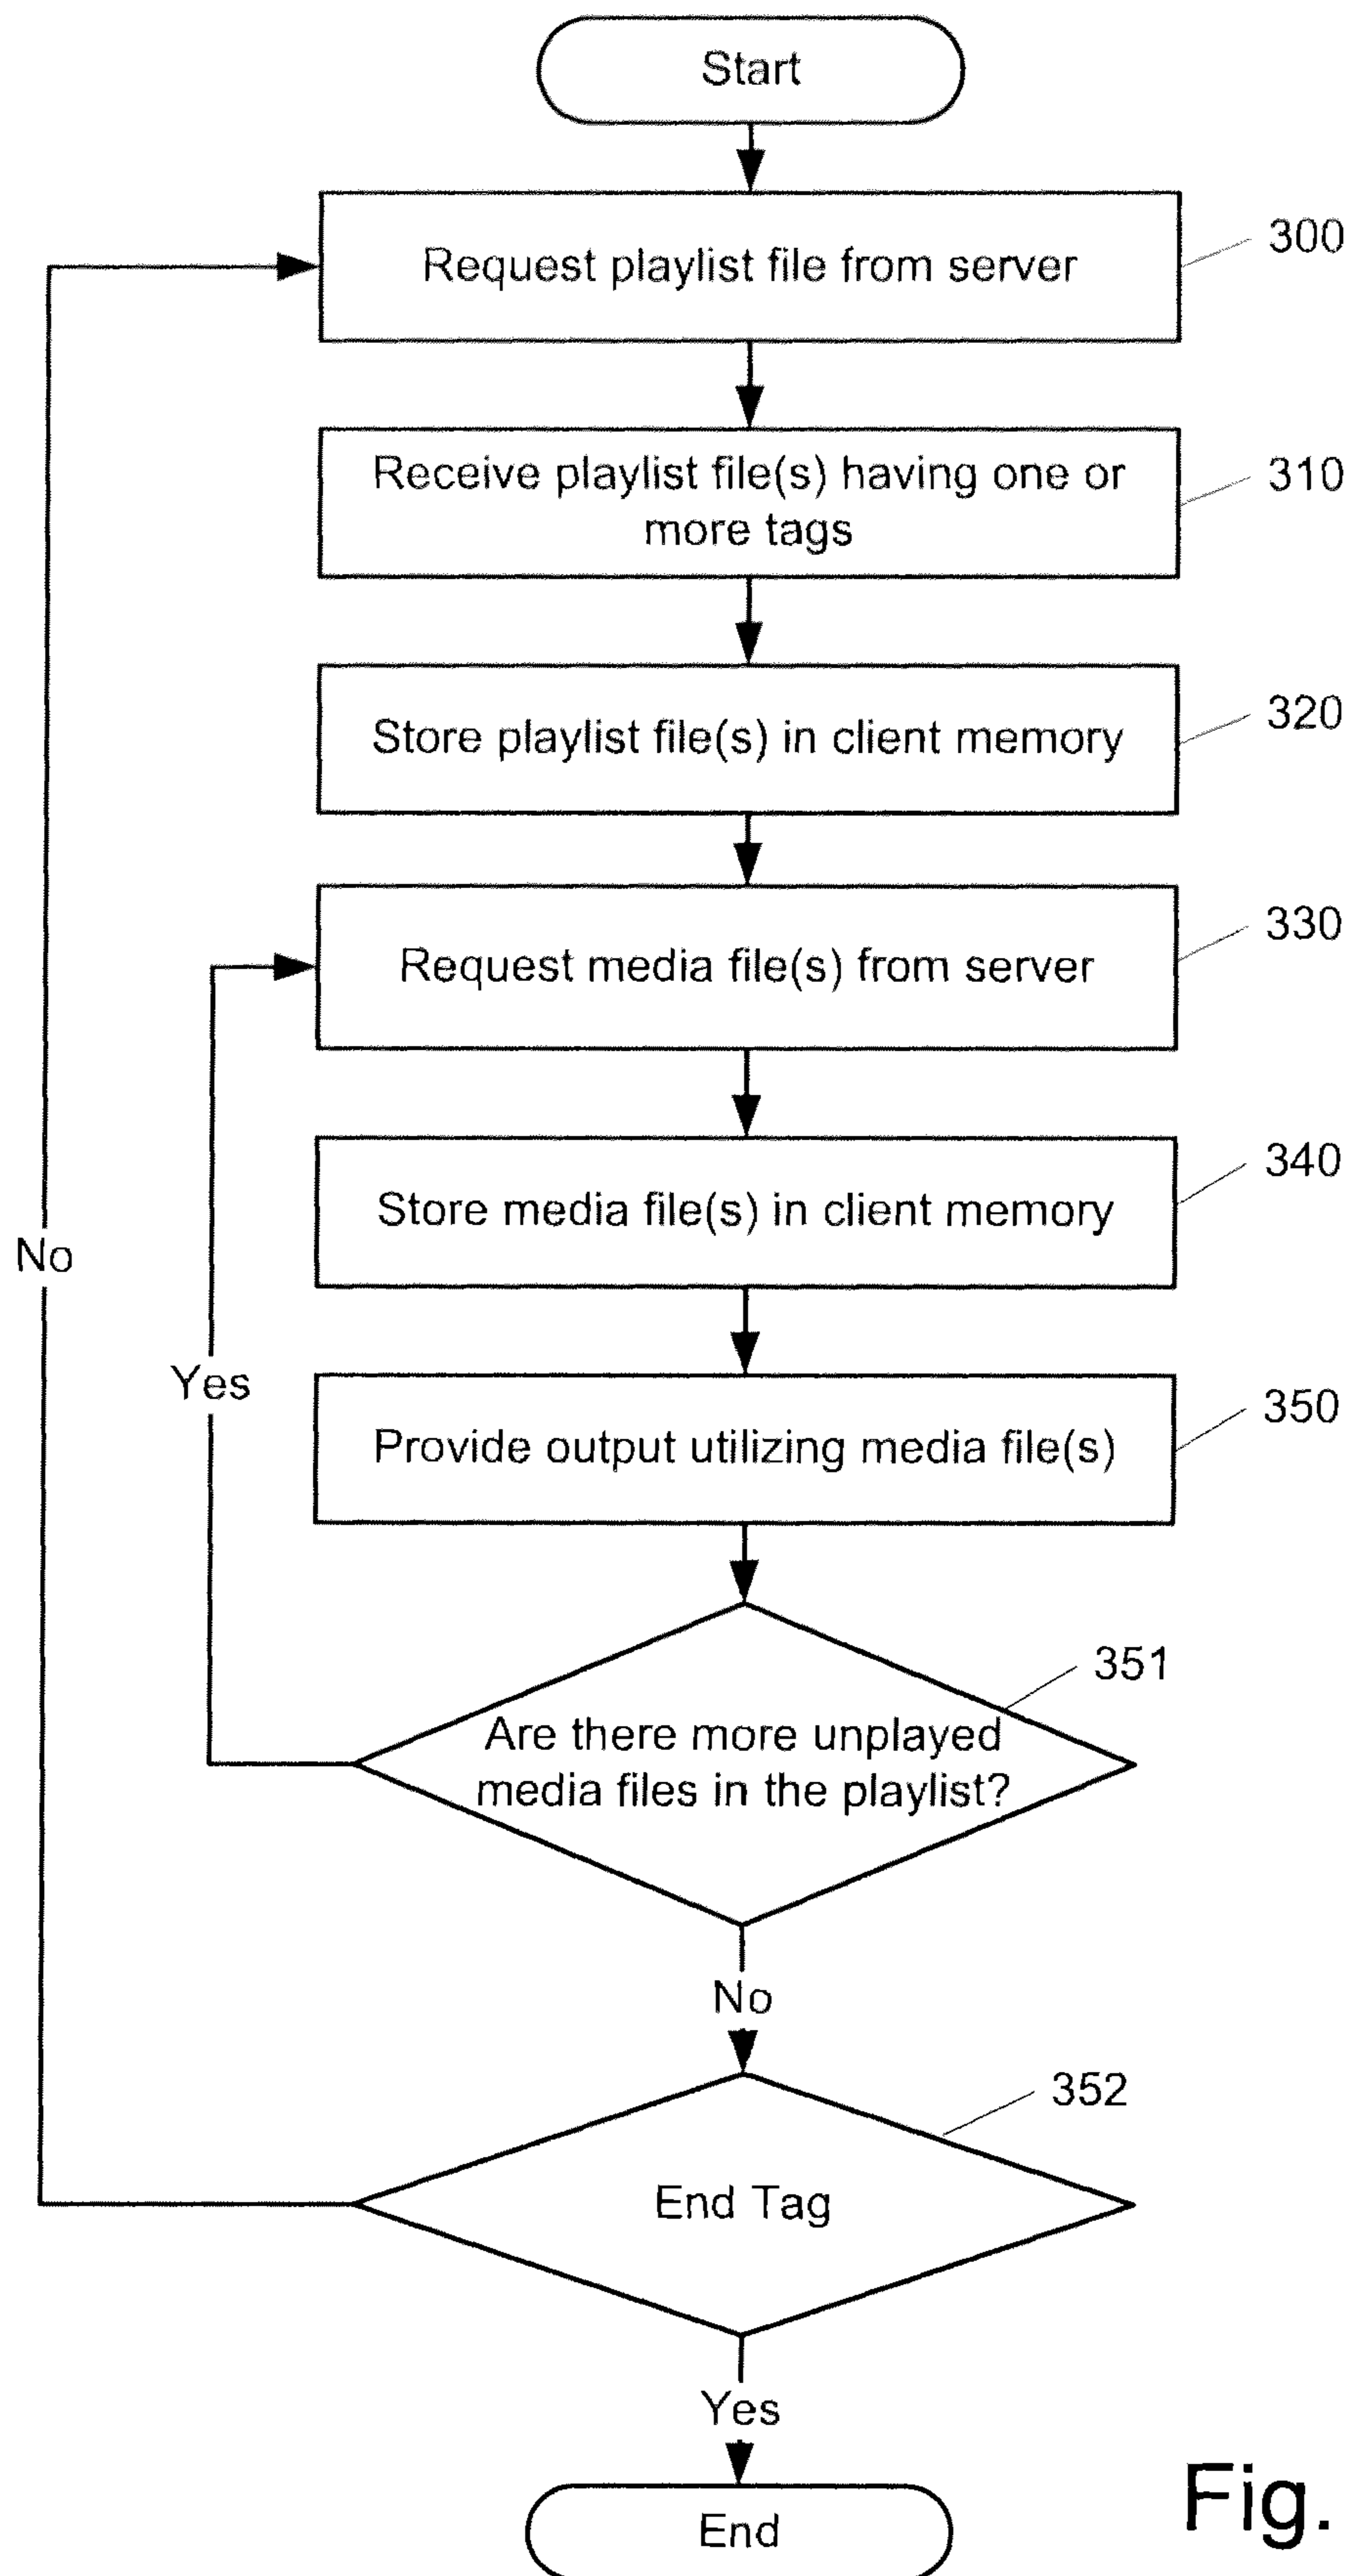 Start
Request playlist file from server
300
Receive playlist file(s) having one or
more tags
310
Store playlist file(s) in client memory
320
Request media file(s) from server
330
Store media file(s) in client memory
340
No
Yes
Provide output utilizing media file(s)
350
351
Are there more unplayed
media files in the playlist?
No
352
End Tag
Yes
End
Fig.